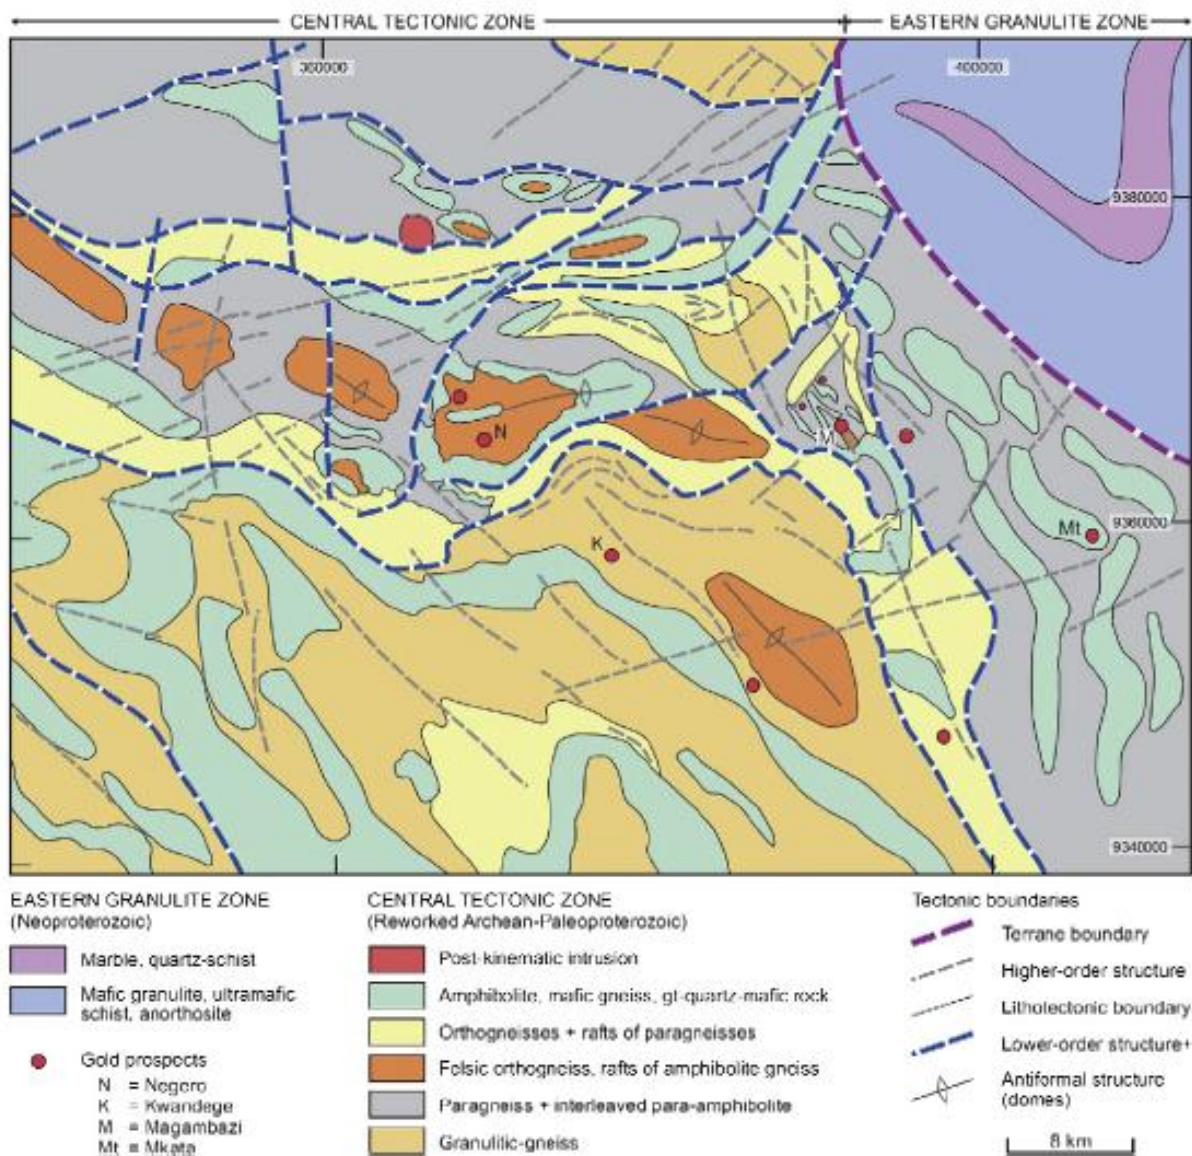 CENTRAL TECTONIC ZONE
EASTERN GRANULITE ZONE
360000
400000
9380000
N
M
Mt
9360000
K
9340000
EASTERN GRANULITE ZONE
(Neoproterozoic)
Marble, quartz-schist
Mafic granulite, ultramafic
schist, anorthosite
Gold prospects
N = Negero
K = Kwandege
M = Magambazi
Mt = Mkata
CENTRAL TECTONIC ZONE
(Reworked Archean-Paleoproterozoic)
Post-kinematic intrusion
Amphibolite, mafic gneiss, gt-quartz-mafic rock
Orthogneisses + rafts of paragneisses
Felsic orthogneiss, rafts of amphibolite gneiss
Paragneiss + interleaved para-amphibolite
Granulitic-gneiss
Tectonic boundaries
Terrane boundary
Higher-order structure
Lithotectonic boundary
Lower-order structure+
Antiformal structure
(domes)
8 km